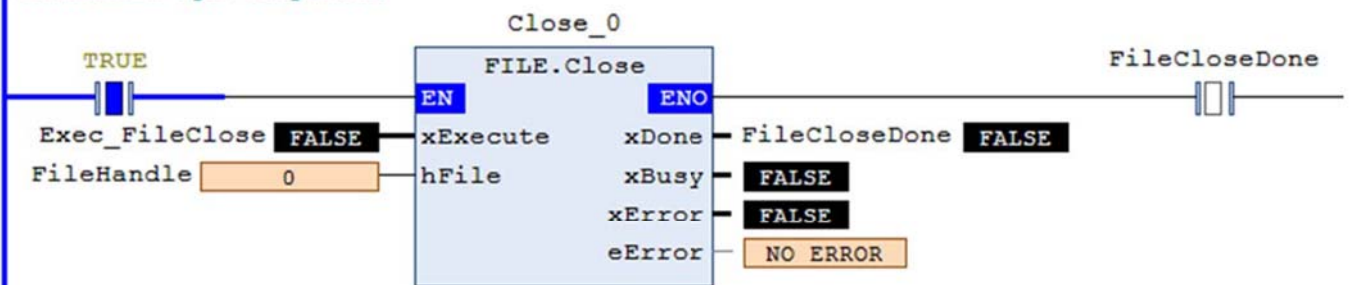 Close_0
TRUE
FILE.Close
FileCloseDone
EN
ENO
Exec_FileClose FALSE
xExecute
xDone
FileCloseDone FALSE
FileHandle 0
hFile
xBusy
FALSE
xError
FALSE
eError
NO ERROR